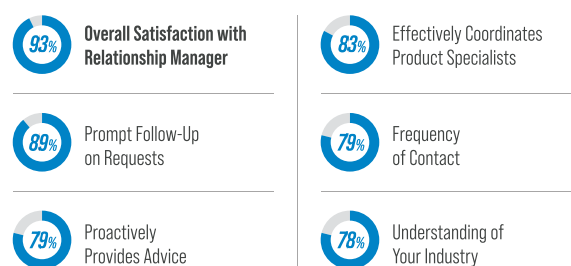 93%
Overall Satisfaction with
Relationship Manager
89%
Prompt Follow-Up
on Requests
79%
Proactively
Provides Advice
83%
Effectively Coordinates
Product Specialists
79%
Frequency
of Contact
78%
Understanding of
Your Industry